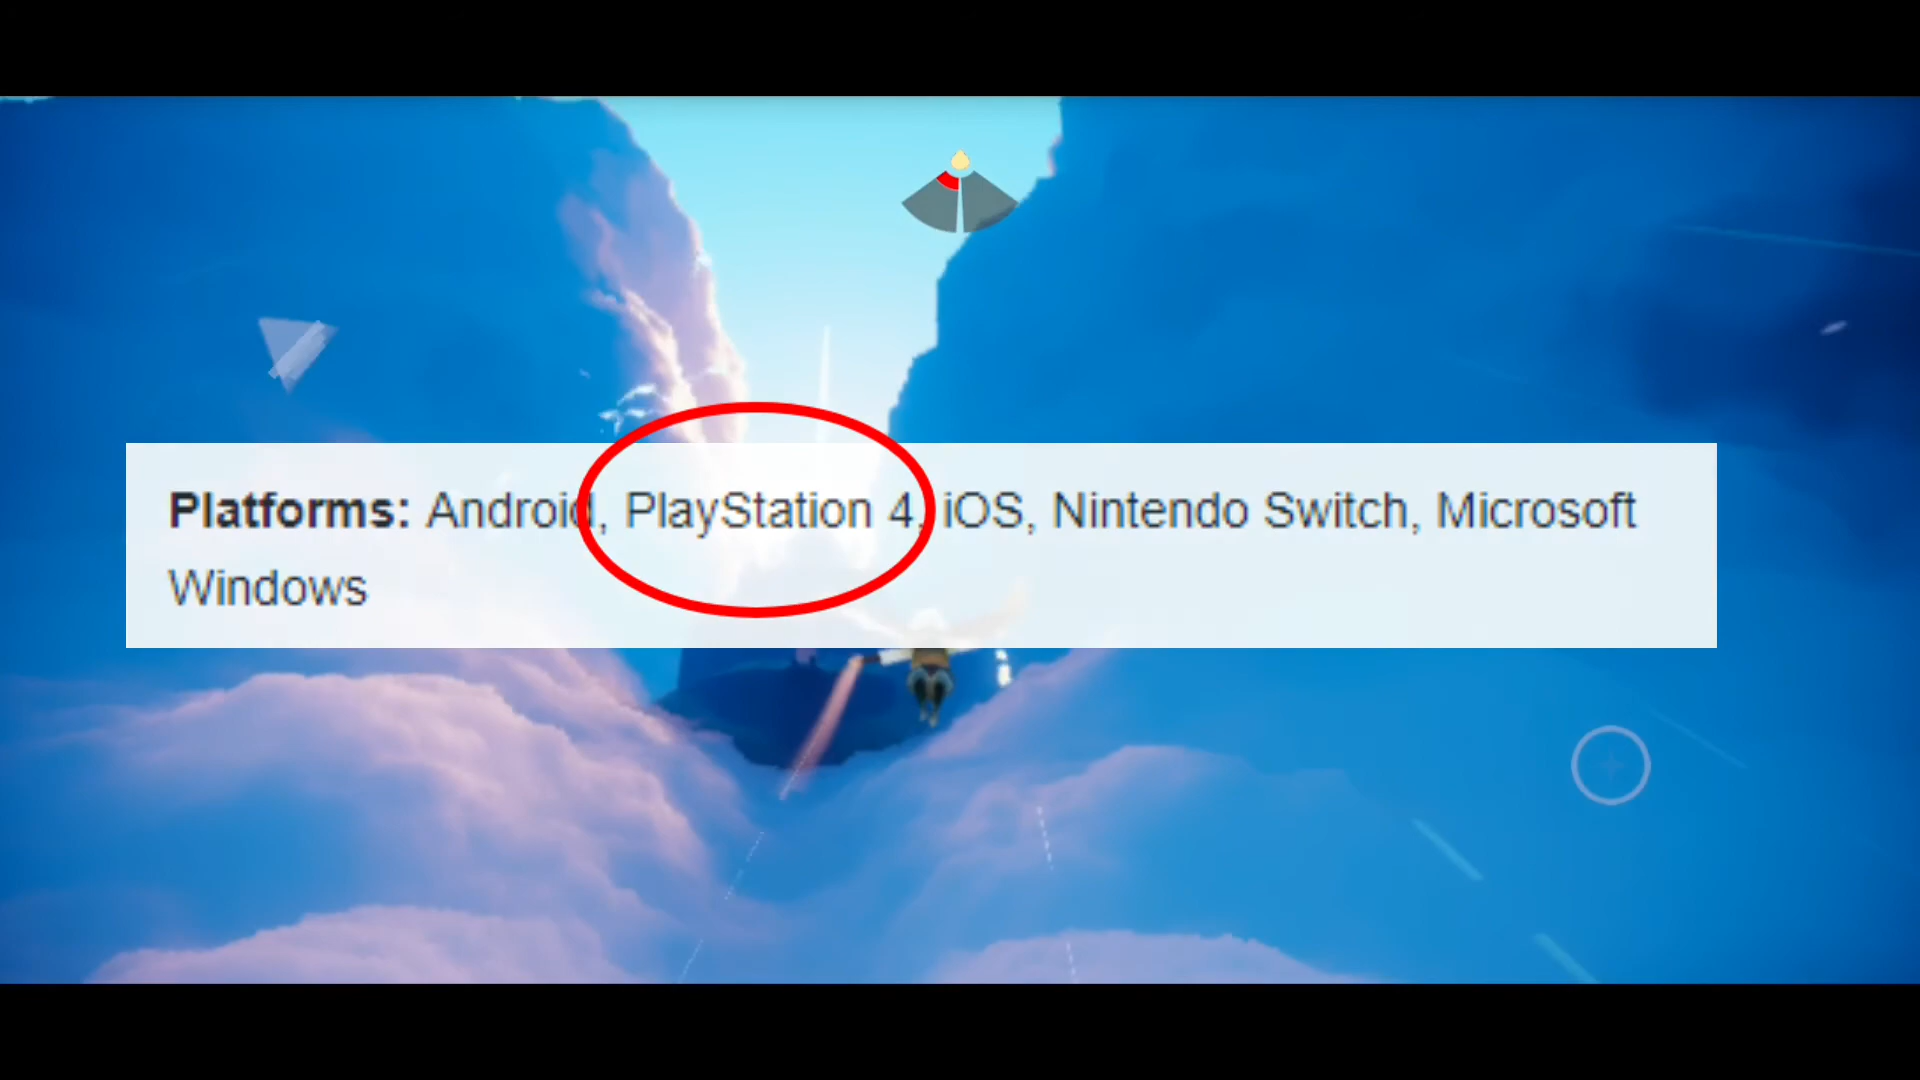 Platforms: Android, PlayStation 4, iOS, Nintendo Switch, Microsoft
Windows